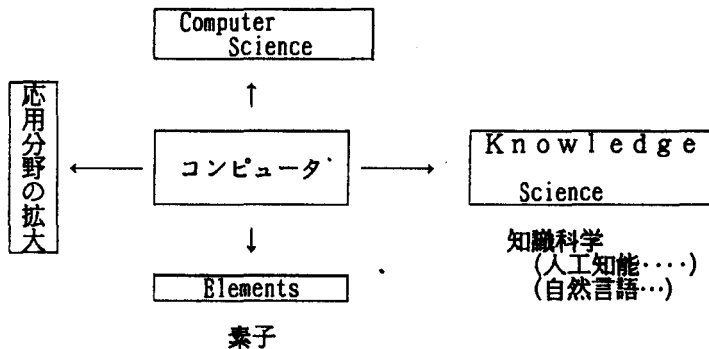 Computer
Science
応用分野の拡大
コンピュータ
Knowledge
Science
知識科学
(人工知能‥‥)
(自然言語…)
Elements
素子